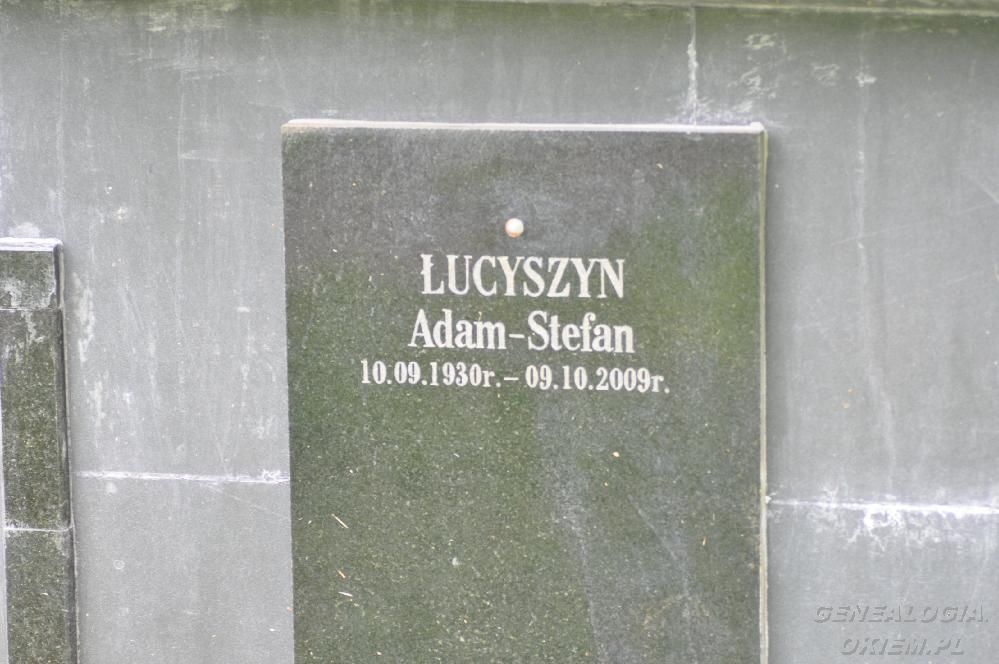 ŁUCYSZYN
Adam-Stefan
10.09.1930r. - 09.10.2009r.
GENEALOGIA.
OKIEM.PL